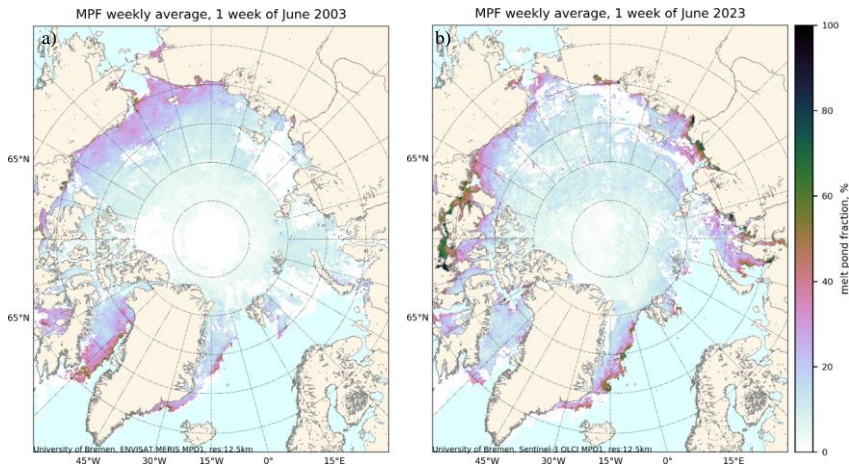 MPF weekly average, 1 week of June 2003
a)
65°N
65°N
University of Bremen, ENVISAT MERIS MPD1, res:12.5km
45°W 30°W 15°W 0° 15°E
MPF weekly average, 1 week of June 2023
b)
65°N
65°N
University of Bremen, Sentinel-3 OLCI MPD1, res:12.5km
45°W 30°W 15°W 0° 15°E
100
80
60
40
20
0
melt pond fraction, %